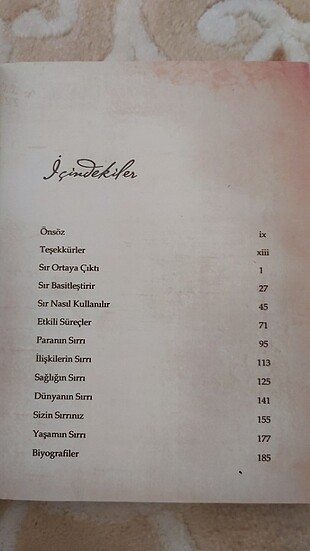 İçindekiler
Önsöz ix
Teşekkürler xiii
Sır Ortaya Çıktı 1
Sır Basitleştirir 27
Sır Nasıl Kullanılır 45
Etkili Süreçler 71
Paranın Sırrı 95
İlişkilerin Sırrı 113
Sağlığın Sırrı 125
Dünyanın Sırrı 141
Sizin Sırrınız 155
Yaşamın Sırrı 177
Biyografiler 185